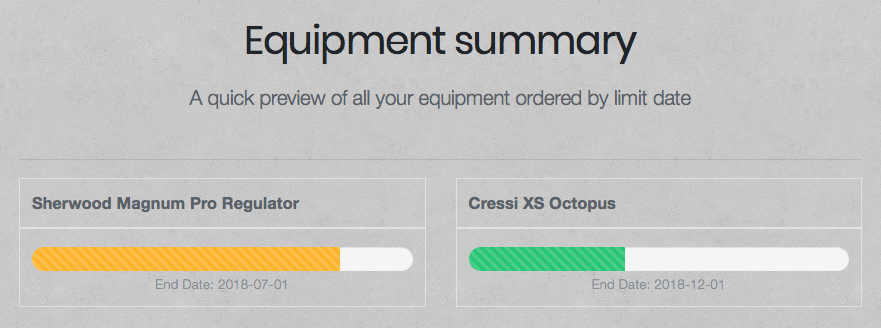 Equipment summary
A quick preview of all your equipment ordered by limit date
Sherwood Magnum Pro Regulator
End Date: 2018-07-01
Cressi XS Octopus
End Date: 2018-12-01